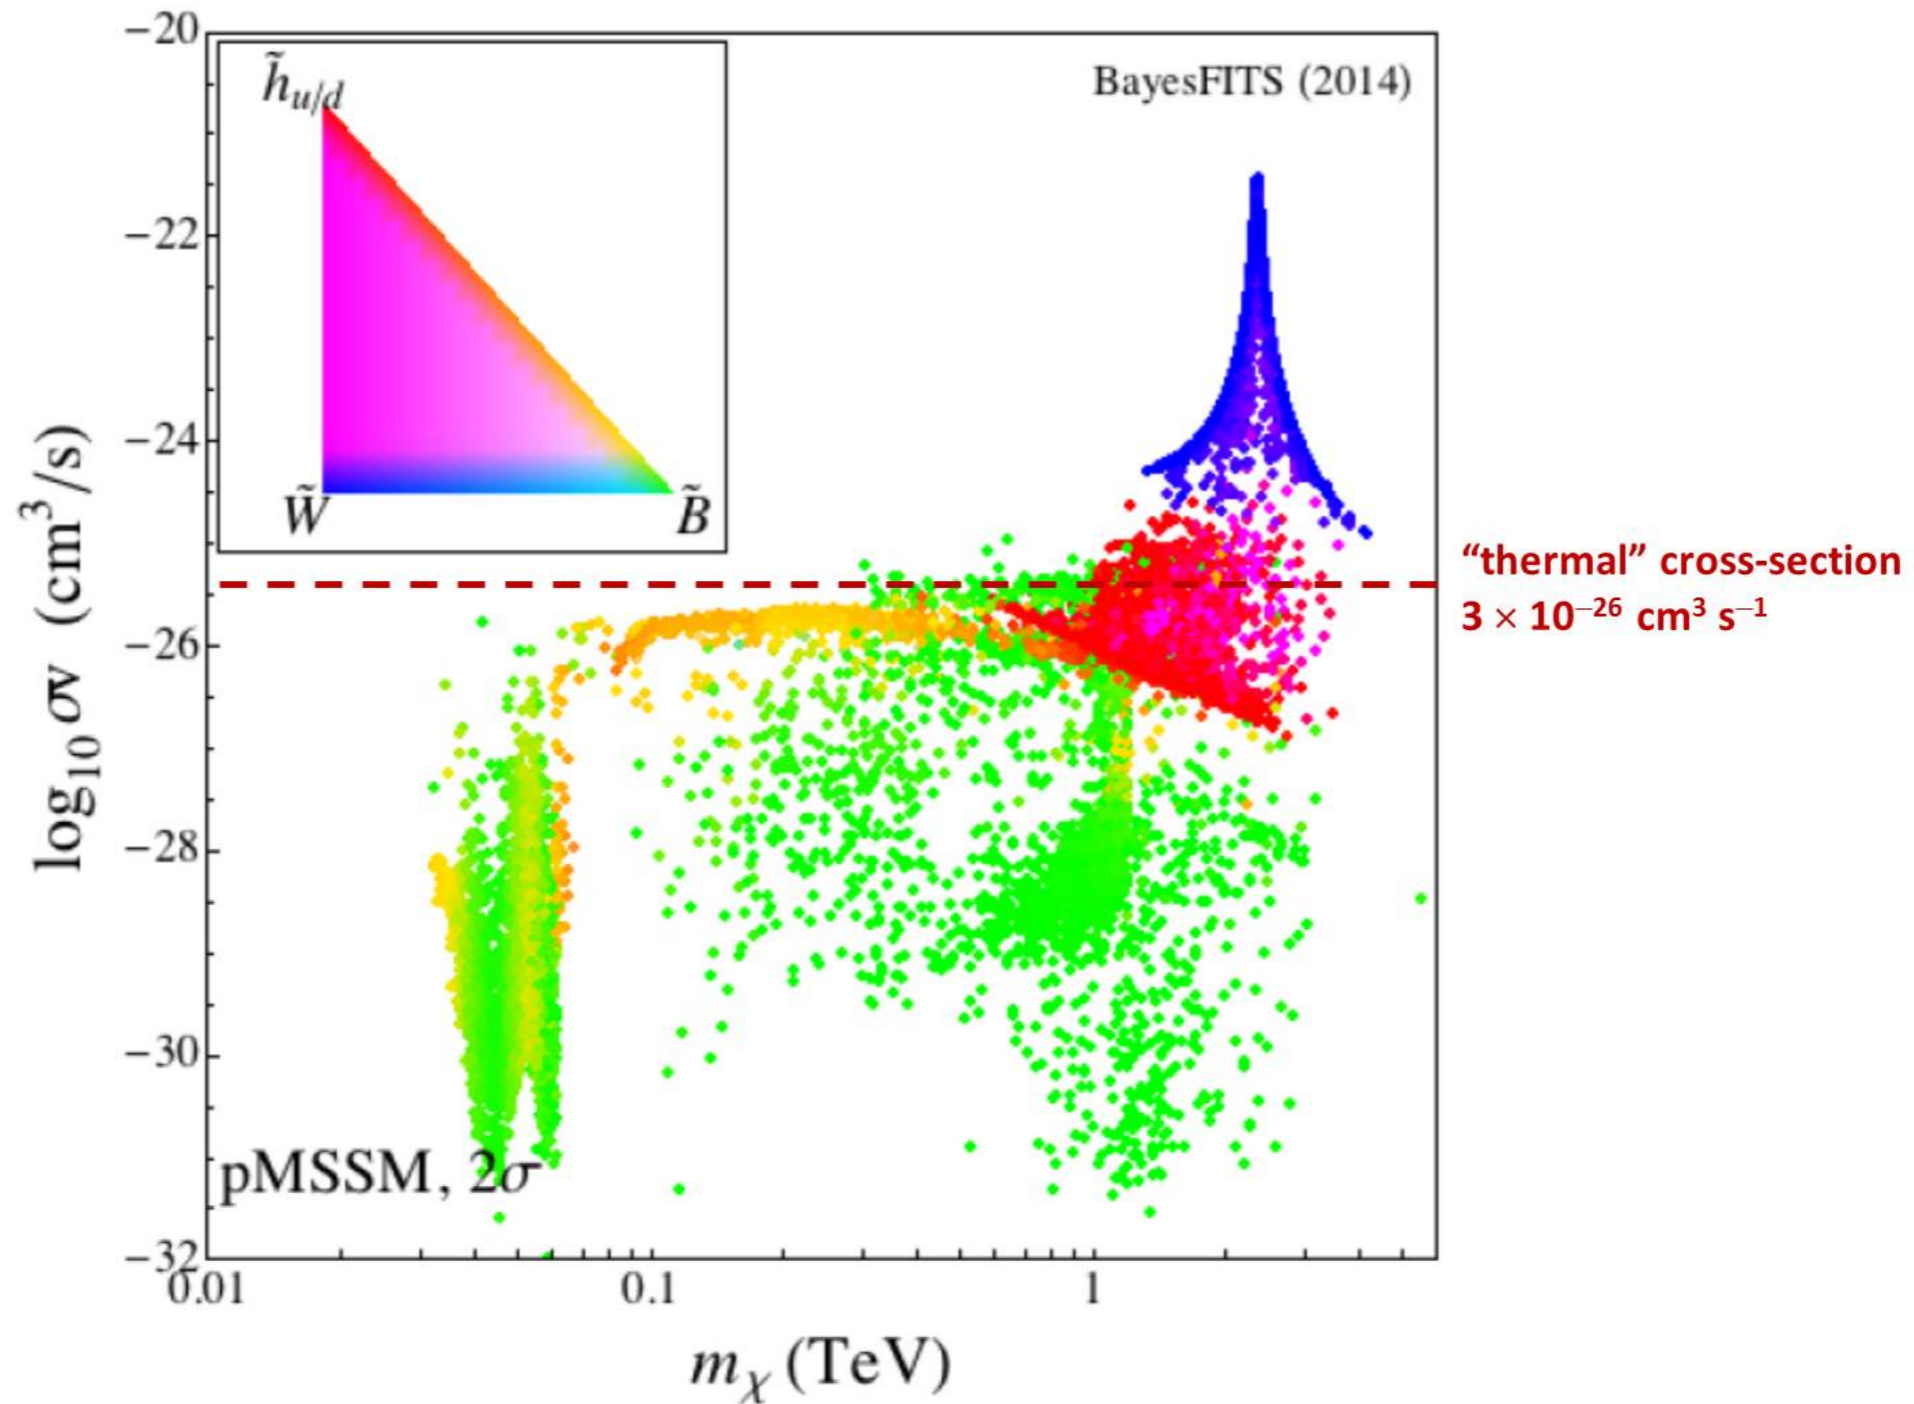 −20
h̃u/d
BayesFITS (2014)
−22
−24
W̃
B̃
“thermal” cross-section
3 × 10−26 cm3 s−1
−26
−28
−30
pMSSM, 2σ
−32
0.01
0.1
1
log10 σv (cm3/s)
mχ (TeV)